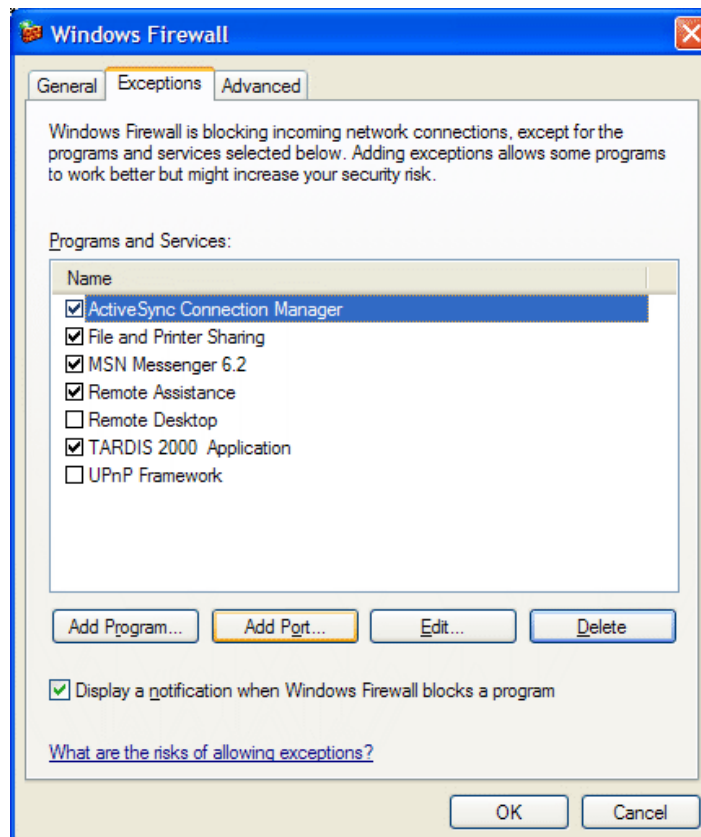 Windows Firewall
General Exceptions Advanced
Windows Firewall is blocking incoming network connections, except for the
programs and services selected below. Adding exceptions allows some programs
to work better but might increase your security risk.
Programs and Services:
Name
ActiveSync Connection Manager
File and Printer Sharing
MSN Messenger 6.2
Remote Assistance
Remote Desktop
TARDIS 2000 Application
UPnP Framework
Add Program... Add Port... Edit... Delete
Display a notification when Windows Firewall blocks a program
What are the risks of allowing exceptions?
OK Cancel